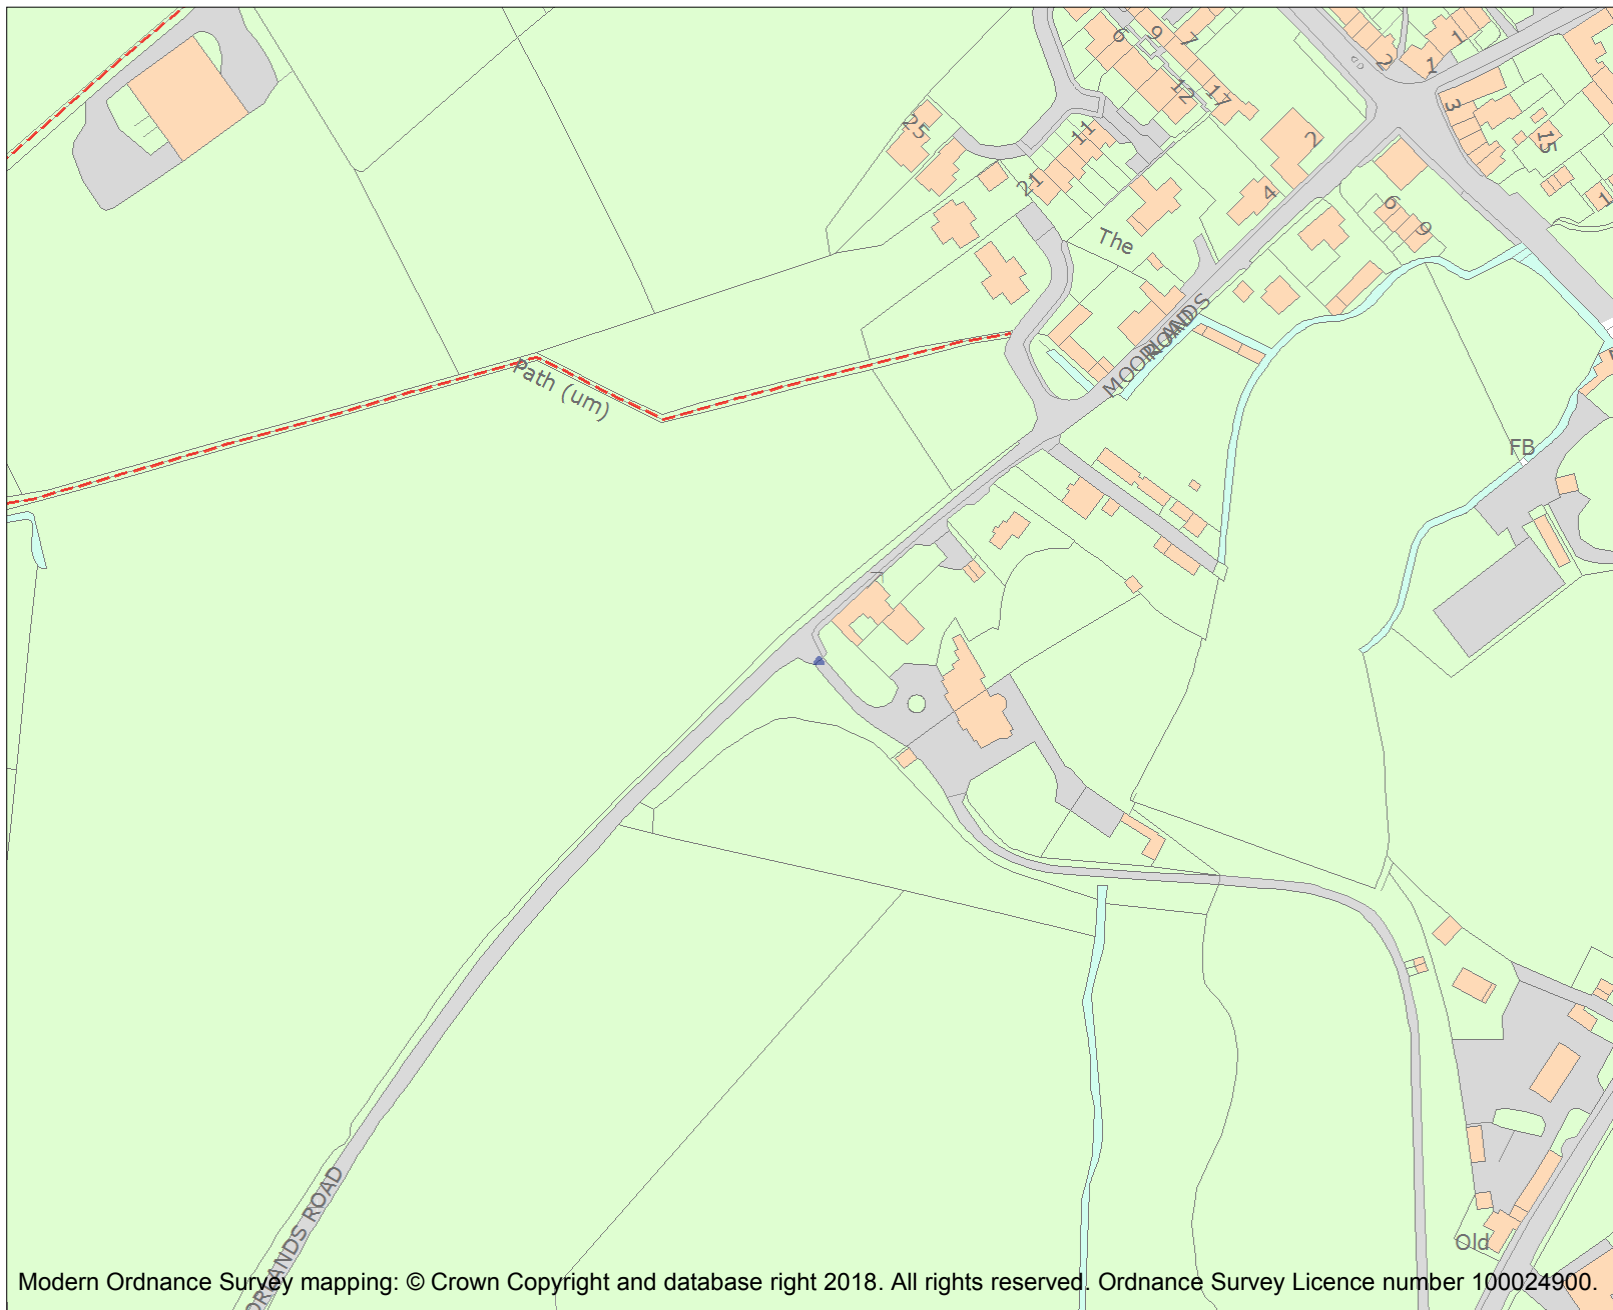 6
9
7
2
1
1
12
17
3
25
11
2
15
21
4
1
6
9
The
MOORLANDS
ROAD
Path (um)
FB
MOORLANDS ROAD
Old
Modern Ordnance Survey mapping: © Crown Copyright and database right 2018. All rights reserved. Ordnance Survey Licence number 100024900.